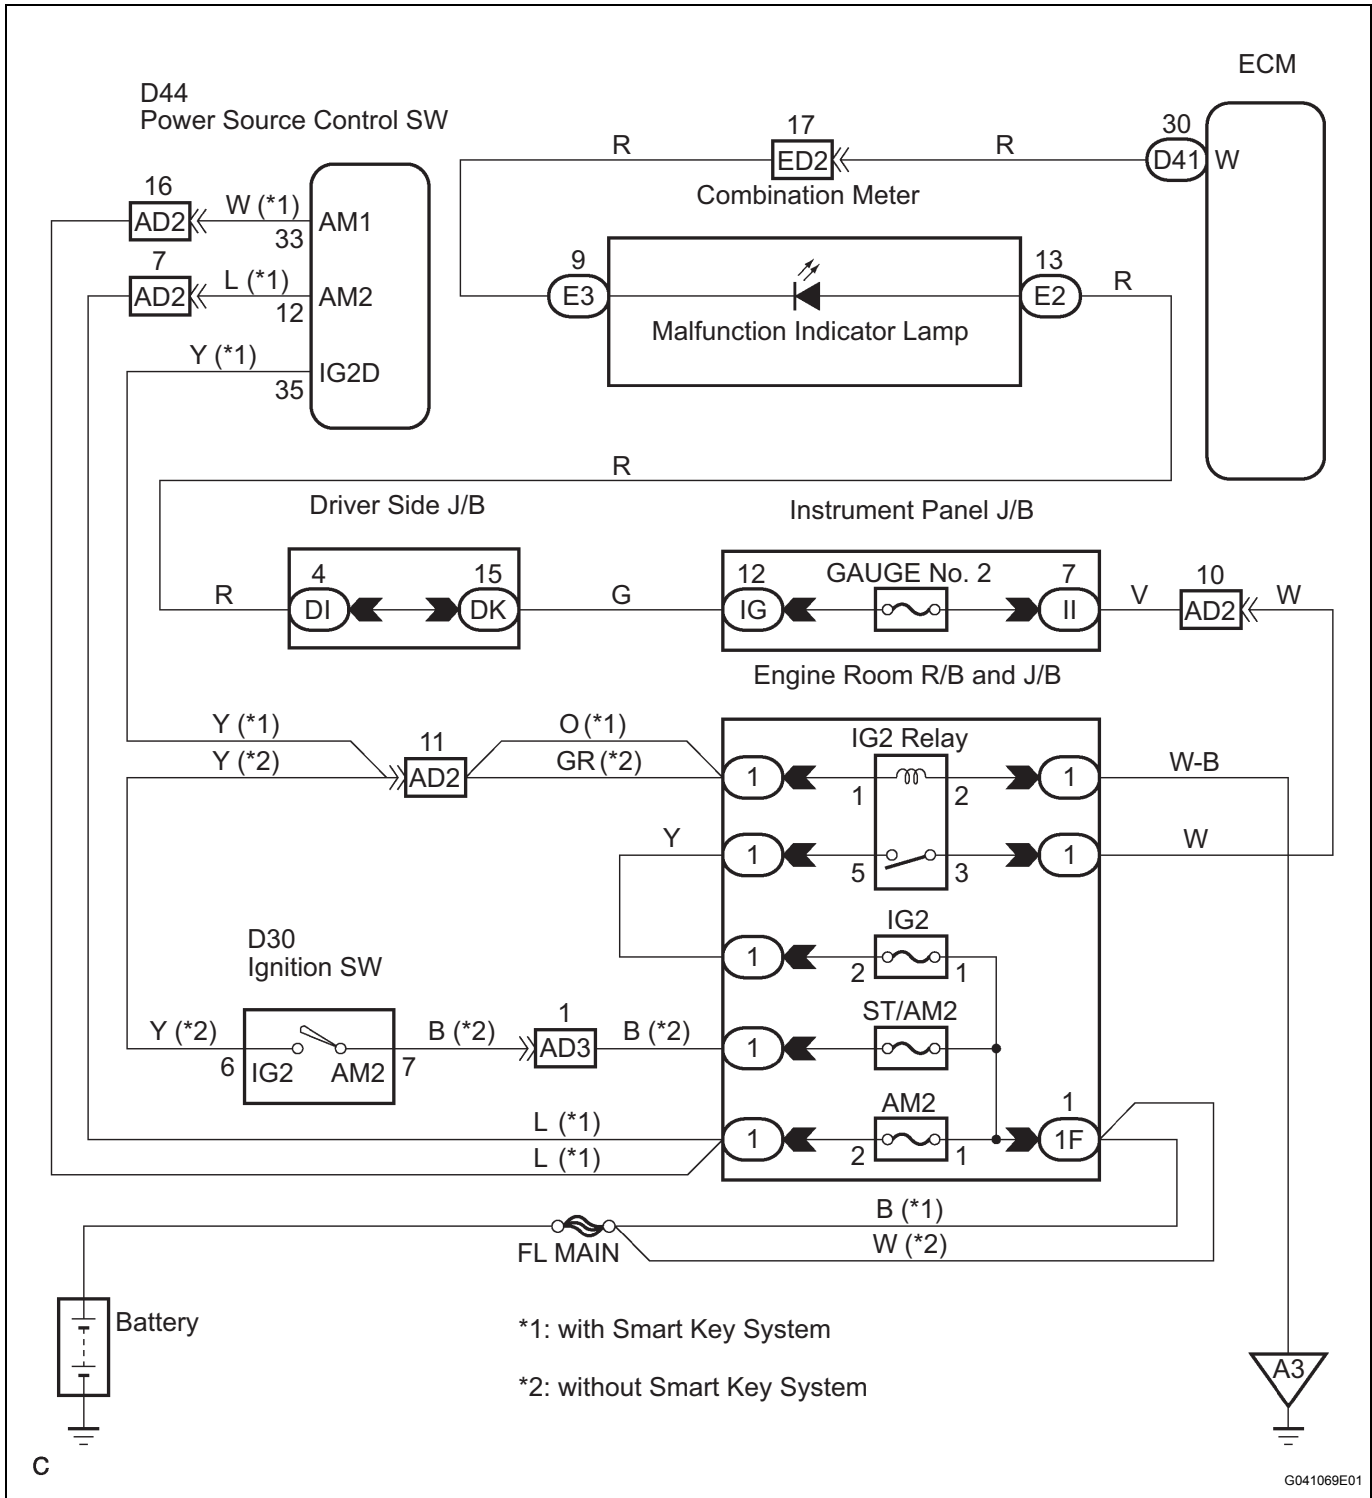 ECM
D44
Power Source Control SW
17
30
R
R
ED2
D41
W
Combination Meter
16
W (*1)
AD2
AM1
33
7
L (*1)
AD2
AM2
12
9
13
E3
E2
R
Malfunction Indicator Lamp
Y (*1)
IG2D
35
R
Driver Side J/B
Instrument Panel J/B
4
15
12
GAUGE No. 2
7
10
R
DI
DK
G
IG
II
V
AD2
W
Engine Room R/B and J/B
Y (*1)
11
O (*1)
IG2 Relay
Y (*2)
AD2
GR (*2)
1
1
2
1
W-B
Y
1
5
3
1
W
IG2
D30
Ignition SW
1
2
1
ST/AM2
Y (*2)
B (*2)
1
B (*2)
AD3
1
6
IG2
AM2
7
L (*1)
AM2
1
1
2
1
1F
L (*1)
B (*1)
FL MAIN
W (*2)
Battery
*1: with Smart Key System
A3
*2: without Smart Key System
C
G041069E01